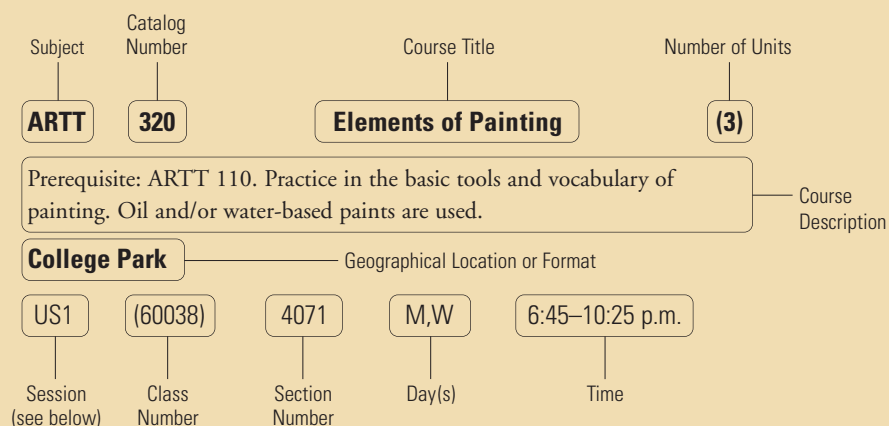 Catalog
Subject Number Course Title Number of Units
ARTT 320 Elements of Painting (3)
Prerequisite: ARTT 110. Practice in the basic tools and vocabulary of
painting. Oil and/or water-based paints are used.
Course
Description
College Park Geographical Location or Format
US1 (60038) 4071 M,W 6:45–10:25 p.m.
Session Class Section Day(s) Time
(see below) Number Number